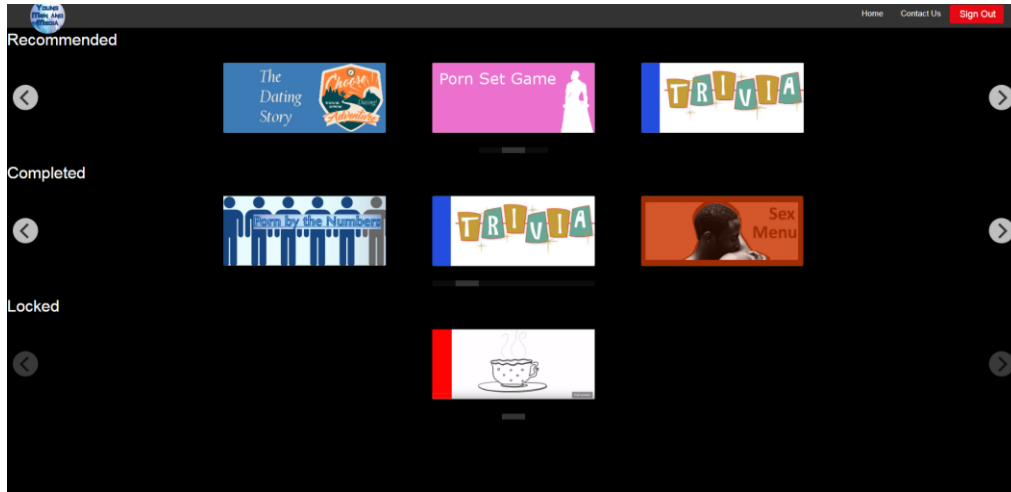 YOUNG
MEN AND
MEDIA
Home
Contact Us
Sign Out
Recommended
The
Dating
Story
Choose
Dating!
Adventure
Porn Set Game
TRIVIA
Completed
Porn by the Numbers
TRIVIA
Sex
Menu
Locked